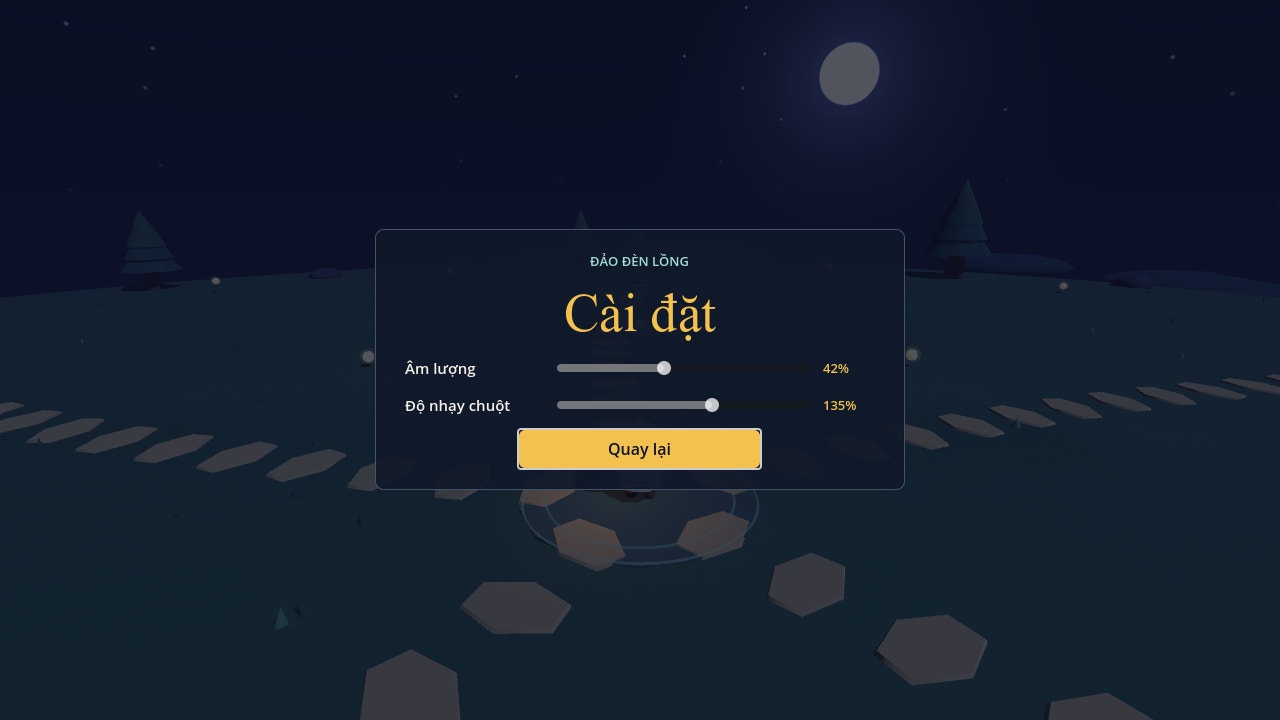 ĐẢO ĐÈN LỒNG
Cài đặt
Âm lượng 42%
Độ nhạy chuột 135%
Quay lại